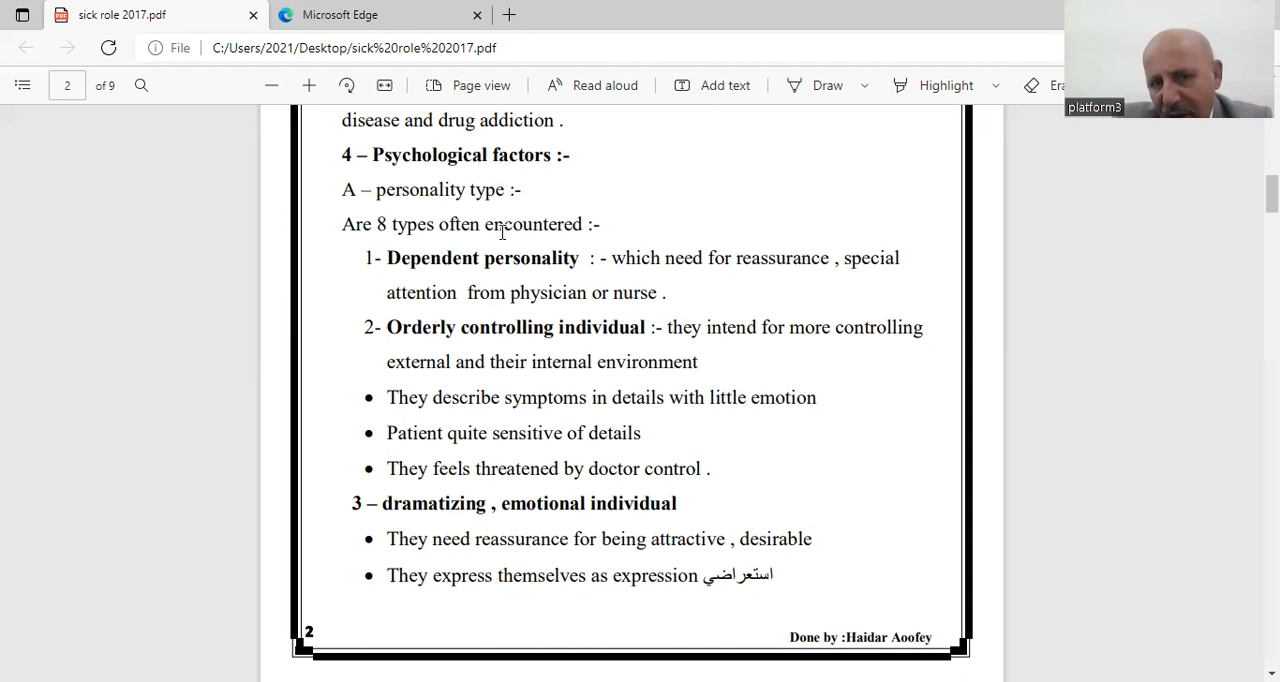 sick role 2017.pdf
Microsoft Edge
File
C:/Users/2021/Desktop/sick%20role%202017.pdf
2 of 9
Page view
Read aloud
Add text
Draw
Highlight
Era
platform3
disease and drug addiction .
4 – Psychological factors :-
A – personality type :-
Are 8 types often encountered :-
1- Dependent personality : - which need for reassurance , special
attention from physician or nurse .
2- Orderly controlling individual :- they intend for more controlling
external and their internal environment
• They describe symptoms in details with little emotion
• Patient quite sensitive of details
• They feels threatened by doctor control .
3 – dramatizing , emotional individual
• They need reassurance for being attractive , desirable
• They express themselves as expression استعراضي
2
Done by :Haidar Aoofey